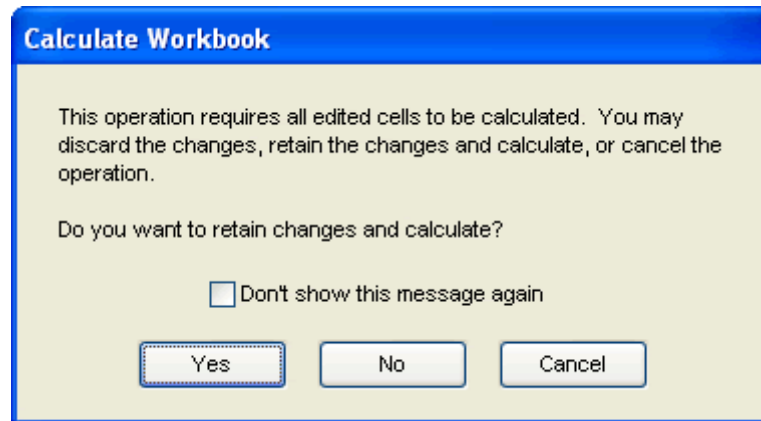 Calculate Workbook
This operation requires all edited cells to be calculated.  You may
discard the changes, retain the changes and calculate, or cancel the
operation.
Do you want to retain changes and calculate?
Don't show this message again
Yes
No
Cancel